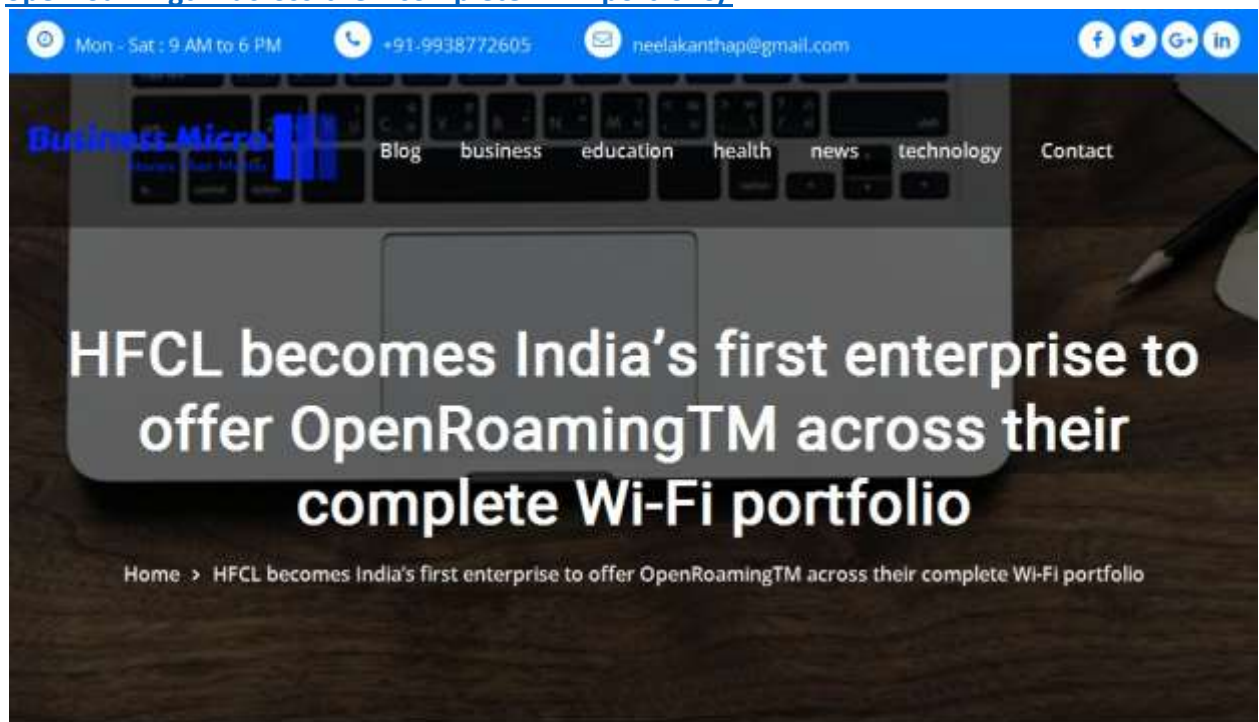 Mon - Sat : 9 AM to 6 PM +91-9938772605 neelakanthap@gmail.com
Business Micro
Blog business education health news technology Contact
HFCL becomes India’s first enterprise to
offer OpenRoamingTM across their
complete Wi-Fi portfolio
Home > HFCL becomes India’s first enterprise to offer OpenRoamingTM across their complete Wi-Fi portfolio